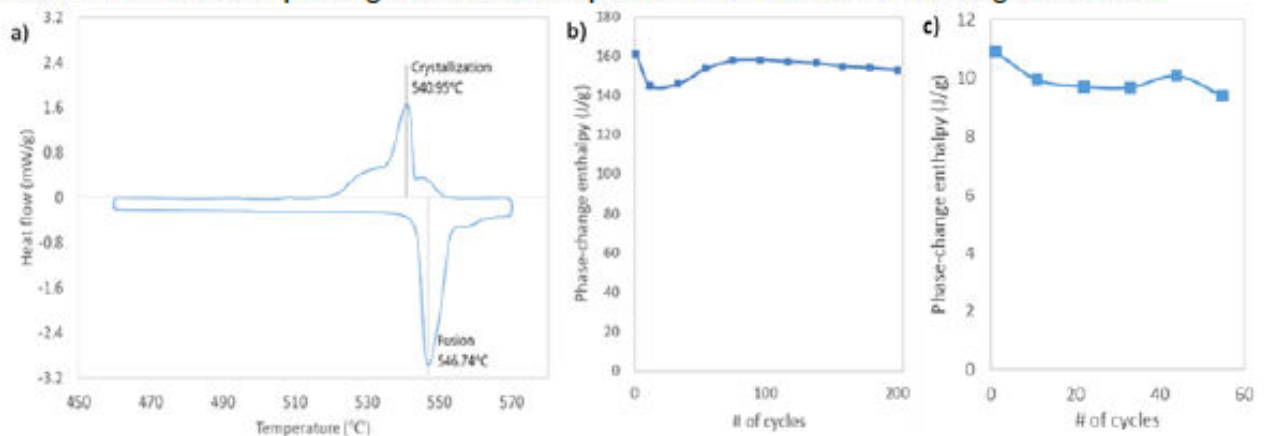 a)
3.2
2.4
1.6
0.8
0
-0.8
-1.6
-2.4
-3.2
Heat flow (mW/g)
Crystallization
540.95°C
Fusion
546.74°C
450 470 490 510 530 550 570
Temperature (°C)
b)
180
160
140
120
180
80
60
40
20
0
Phase-change enthalpy (J/g)
0 100 200
# of cycles
c)
12
10
8
6
4
2
0
Phase-change enthalpy (J/g)
0 20 40 60
# of cycles